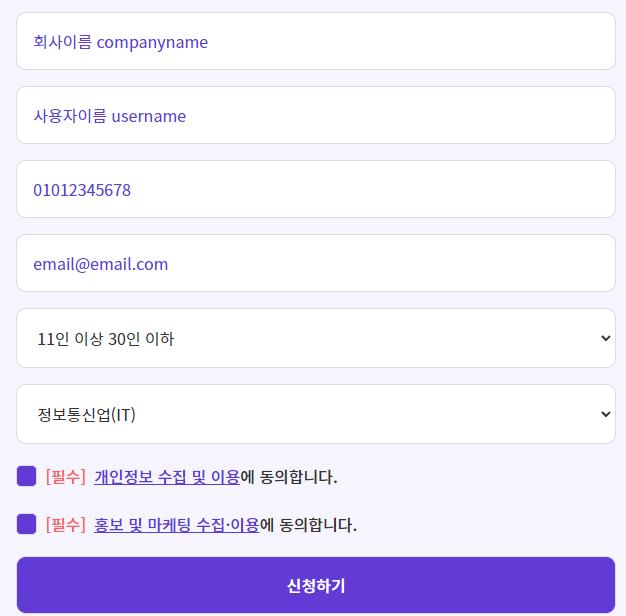 회사이름 companyname
사용자이름 username
01012345678
email@email.com
11인 이상 30인 이하
정보통신업(IT)
[필수] 개인정보 수집 및 이용에 동의합니다.
[필수] 홍보 및 마케팅 수집·이용에 동의합니다.
신청하기